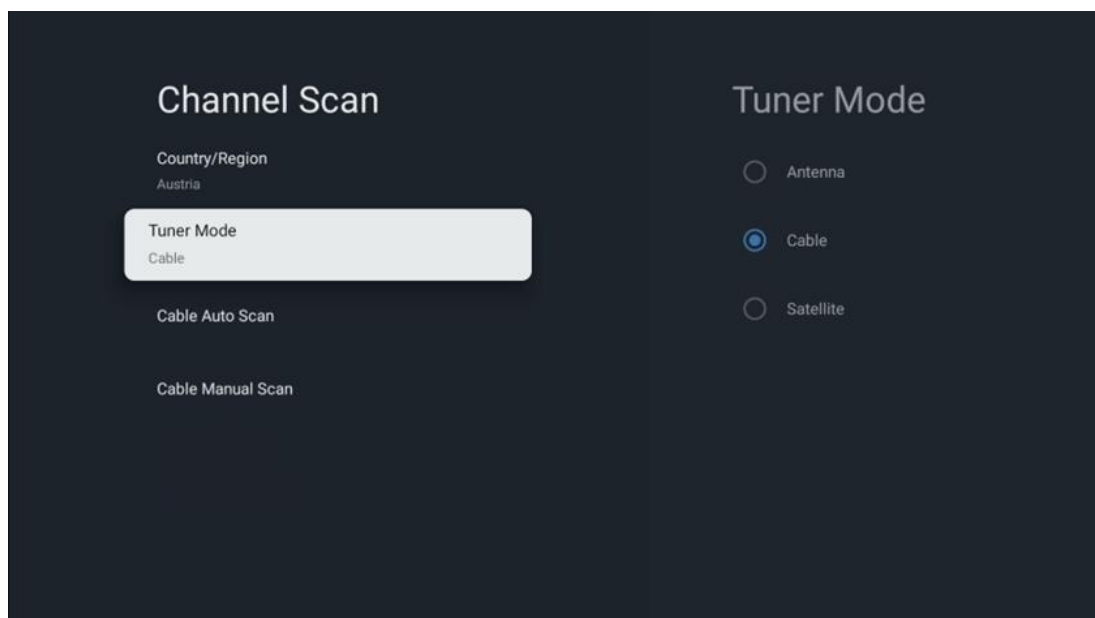 Channel Scan
Country/Region
Austria
Tuner Mode
Cable
Cable Auto Scan
Cable Manual Scan
Tuner Mode
Antenna
Cable
Satellite